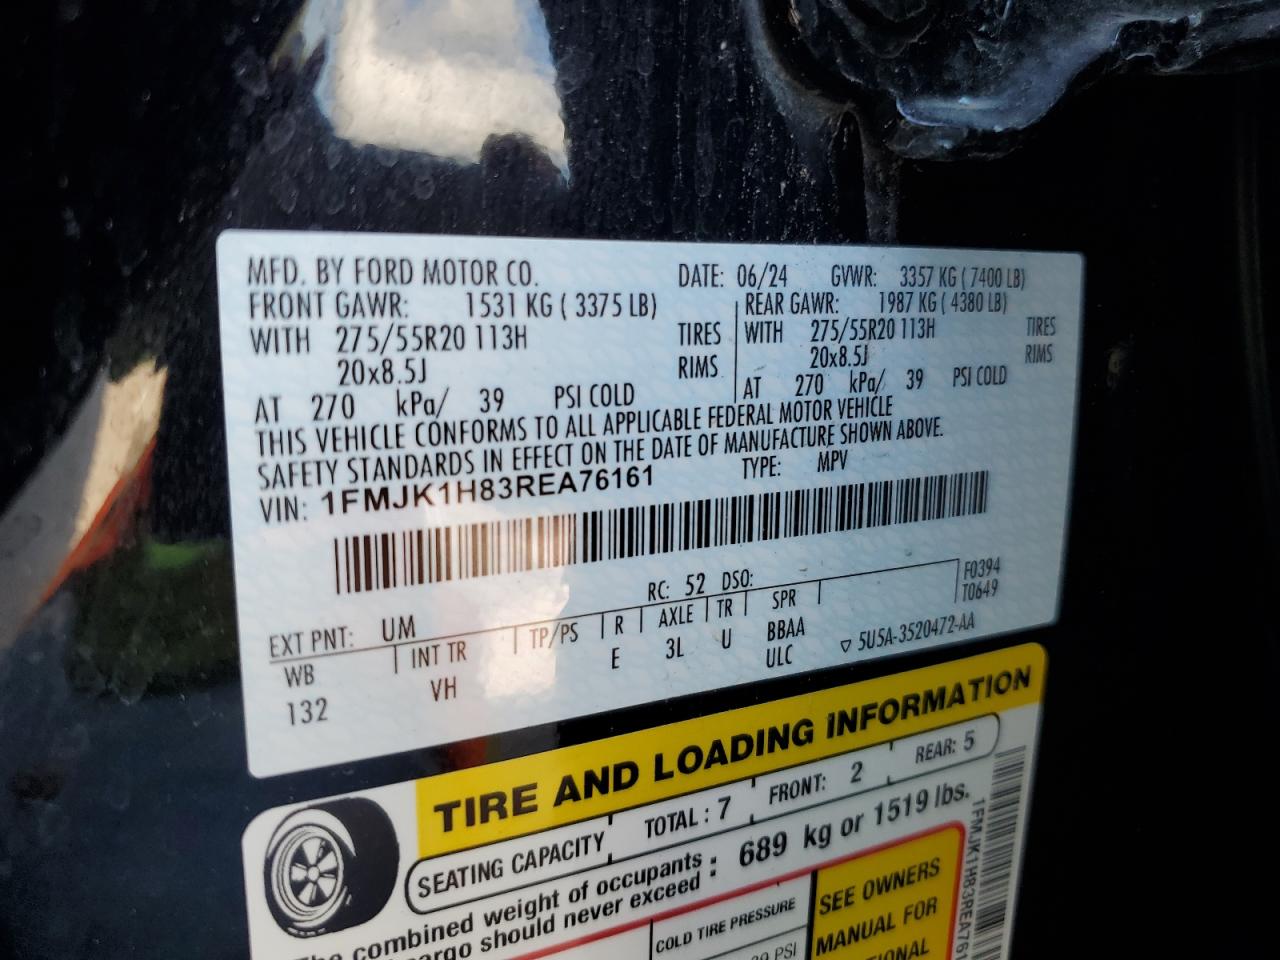 MFD. BY FORD MOTOR CO. DATE: 06/24 GVWR: 3357 KG ( 7400 LB)
FRONT GAWR: 1531 KG ( 3375 LB) REAR GAWR: 1987 KG ( 4380 LB)
WITH 275/55R20 113H TIRES WITH 275/55R20 113H TIRES
20x8.5J RIMS 20x8.5J RIMS
AT 270 kPa/ 39 PSI COLD AT 270 kPa/ 39 PSI COLD
THIS VEHICLE CONFORMS TO ALL APPLICABLE FEDERAL MOTOR VEHICLE
SAFETY STANDARDS IN EFFECT ON THE DATE OF MANUFACTURE SHOWN ABOVE.
VIN: 1FMJK1H83REA76161 TYPE: MPV
F0394
T0649
RC: 52 DSO:
EXT PNT: UM
WB INT TR TP/PS R AXLE TR SPR
132 VH E 3L U BBAA
ULC
▽ 5U5A-3520472-AA
TIRE AND LOADING INFORMATION
SEATING CAPACITY TOTAL : 7 FRONT: 2 REAR: 5
combined weight of occupants : 689 kg or 1519 lbs.
should never exceed :
COLD TIRE PRESSURE
PSI
SEE OWNERS
MANUAL FOR
1FMJK1H83REA761